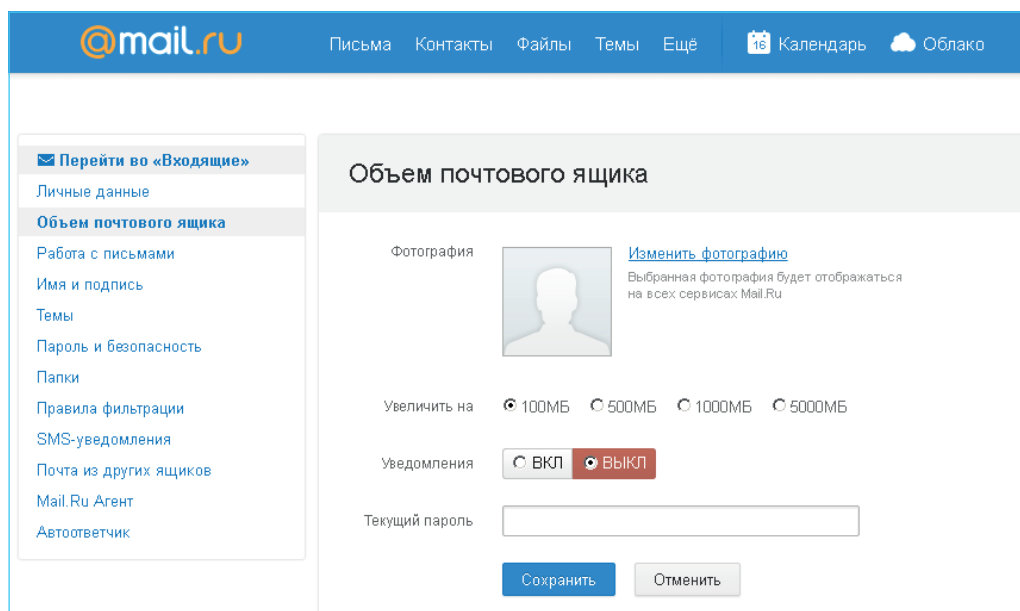 @mail.ru Письма Контакты Файлы Темы Ещё 16 Календарь Облако
Перейти во «Входящие»
Личные данные
Объем почтового ящика
Работа с письмами
Имя и подпись
Темы
Пароль и безопасность
Папки
Правила фильтрации
SMS-уведомления
Почта из других ящиков
Mail.Ru Агент
Автоответчик
Объем почтового ящика
Фотография
Изменить фотографию
Выбранная фотография будет отображаться
на всех сервисах Mail.Ru
Увеличить на 100МБ 500МБ 1000МБ 5000МБ
Уведомления ВКЛ ВЫКЛ
Текущий пароль
Сохранить Отменить